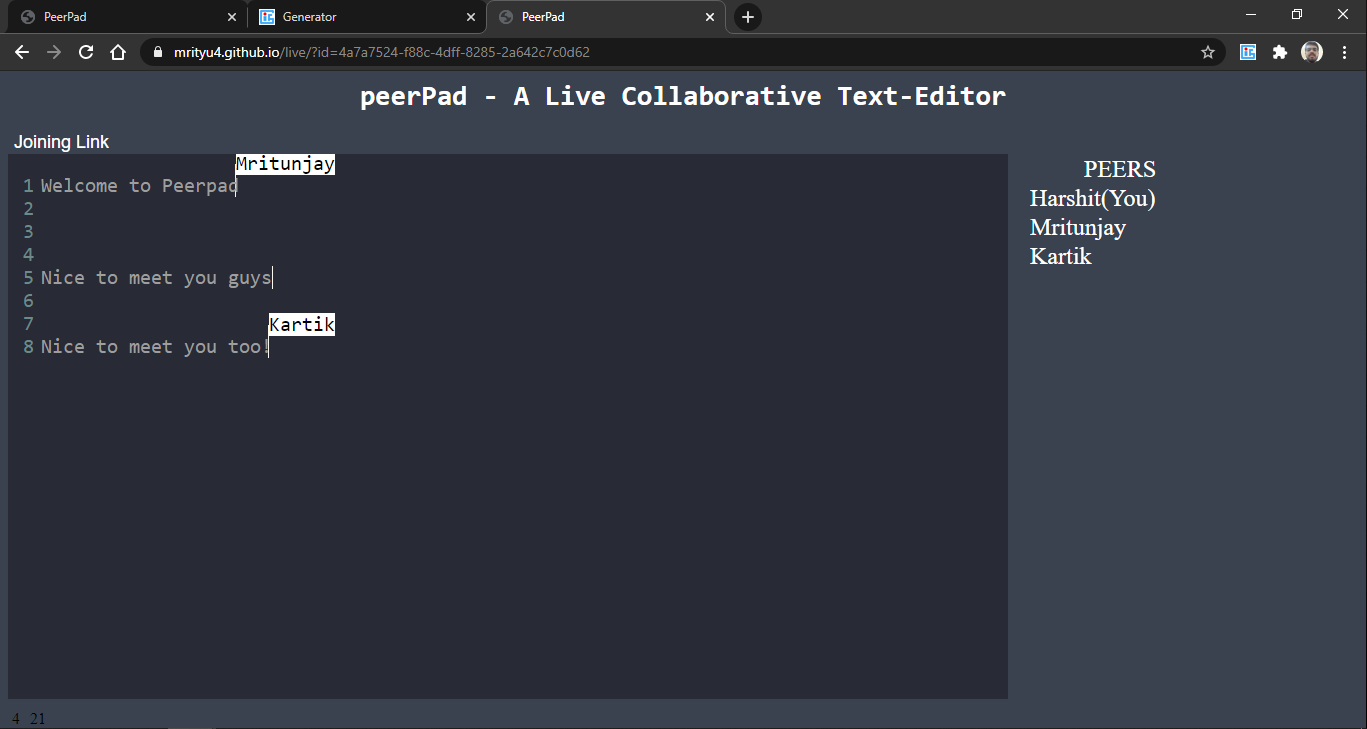 PeerPad
Generator
PeerPad
mrityu4.github.io/live/?id=4a7a7524-f88c-4dff-8285-2a642c7c0d62
peerPad - A Live Collaborative Text-Editor
Joining Link
Mritunjay
1 Welcome to Peerpad
2
3
4
5 Nice to meet you guys
6
7
Kartik
8 Nice to meet you too!
PEERS
Harshit(You)
Mritunjay
Kartik
4 21